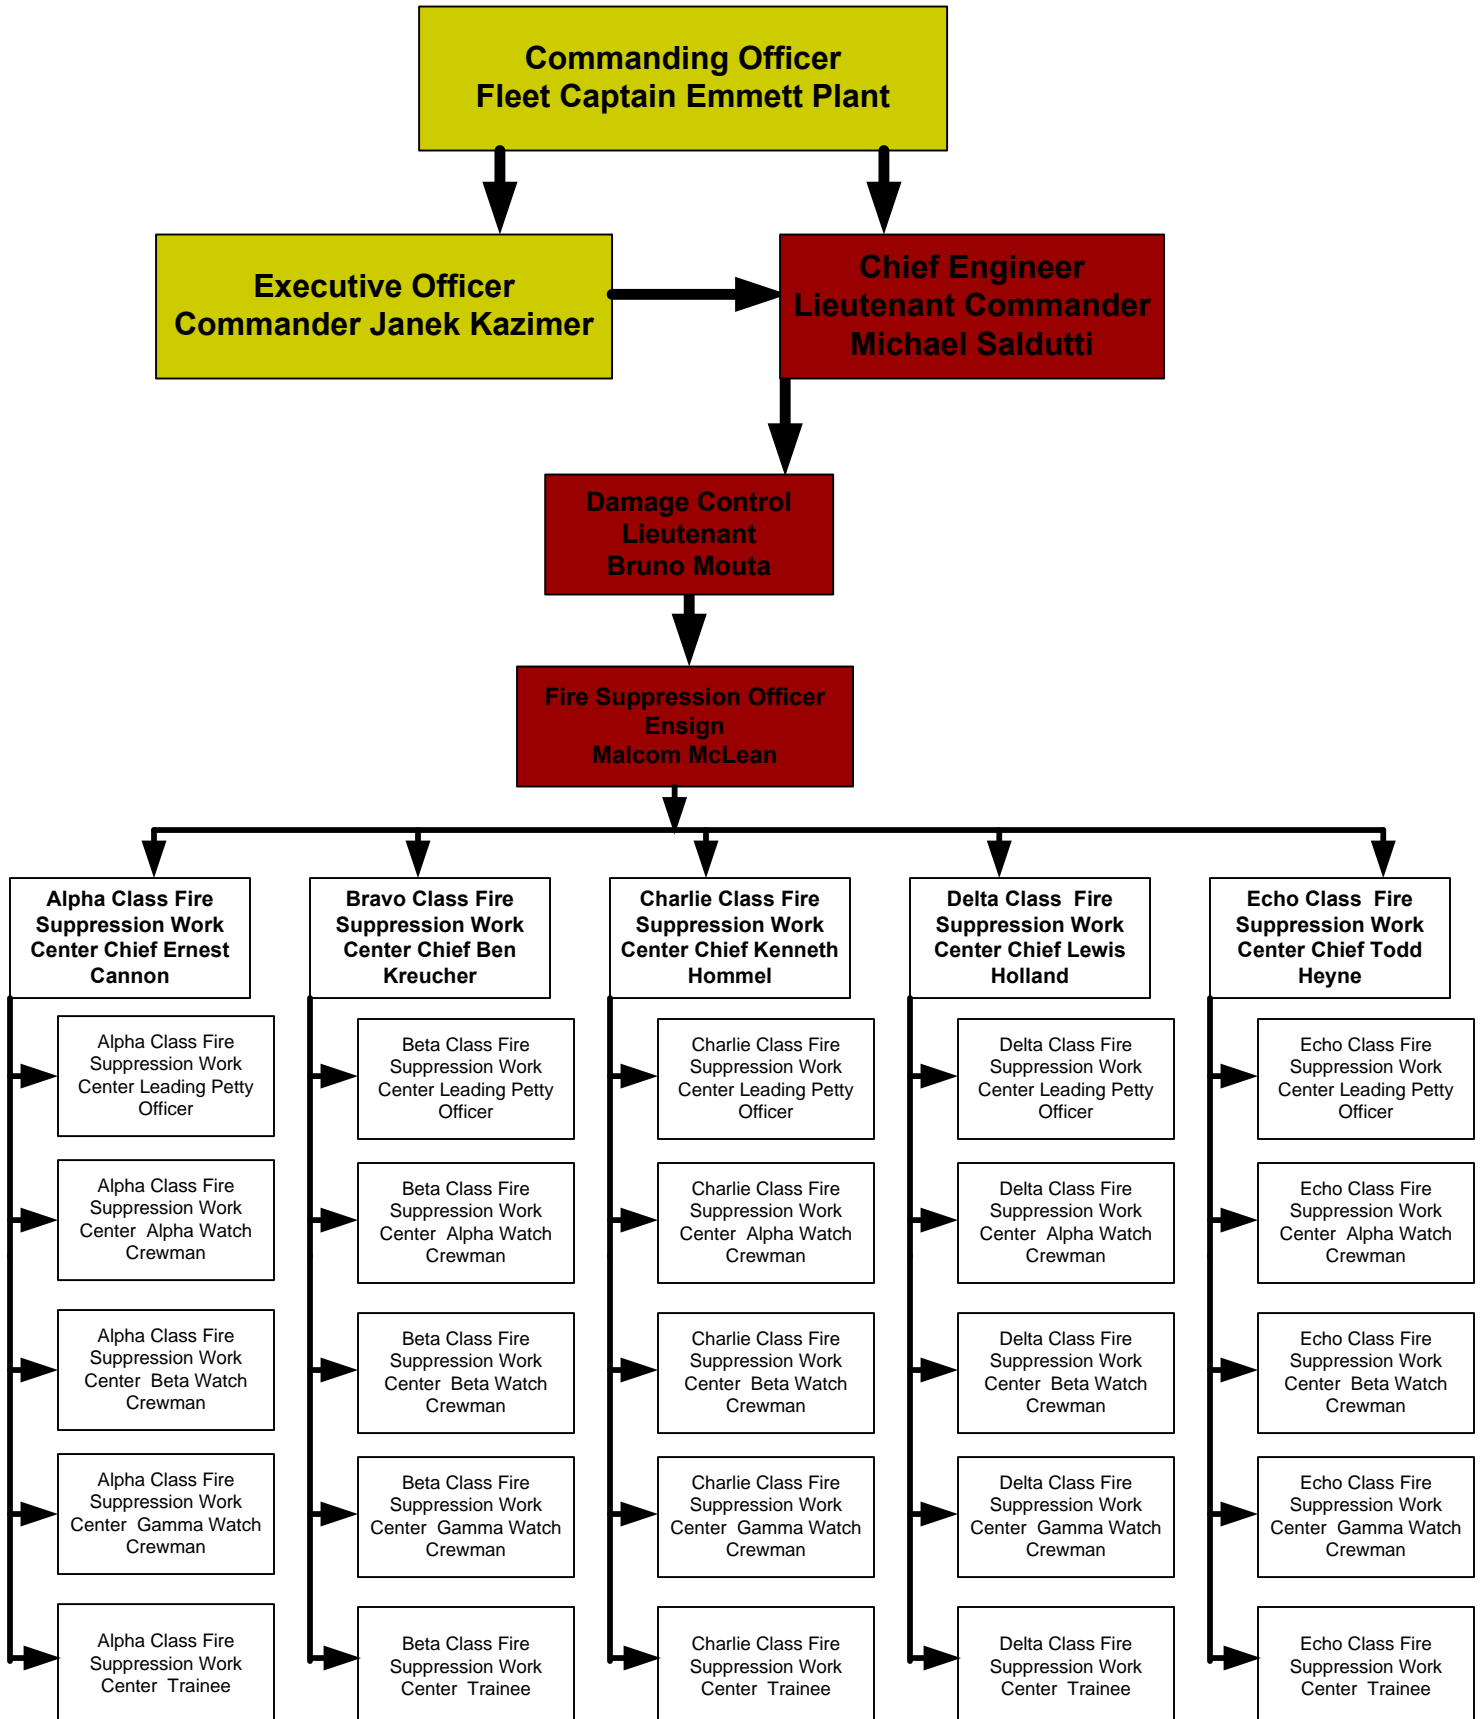 Commanding Officer
Fleet Captain Emmett Plant
Executive Officer
Commander Janek Kazimer
Chief Engineer
Lieutenant Commander
Michael Saldutti
Damage Control
Lieutenant
Bruno Mouta
Fire Suppression Officer
Ensign
Malcom McLean
Alpha Class Fire
Suppression Work
Center Chief Ernest
Cannon
Bravo Class Fire
Suppression Work
Center Chief Ben
Kreucher
Charlie Class Fire
Suppression Work
Center Chief Kenneth
Hommel
Delta Class  Fire
Suppression Work
Center Chief Lewis
Holland
Echo Class  Fire
Suppression Work
Center Chief Todd
Heyne
Alpha Class Fire
Suppression Work
Center Leading Petty
Officer
Beta Class Fire
Suppression Work
Center Leading Petty
Officer
Charlie Class Fire
Suppression Work
Center Leading Petty
Officer
Delta Class Fire
Suppression Work
Center Leading Petty
Officer
Echo Class Fire
Suppression Work
Center Leading Petty
Officer
Alpha Class Fire
Suppression Work
Center  Alpha Watch
Crewman
Beta Class Fire
Suppression Work
Center  Alpha Watch
Crewman
Charlie Class Fire
Suppression Work
Center  Alpha Watch
Crewman
Delta Class Fire
Suppression Work
Center  Alpha Watch
Crewman
Echo Class Fire
Suppression Work
Center  Alpha Watch
Crewman
Alpha Class Fire
Suppression Work
Center  Beta Watch
Crewman
Beta Class Fire
Suppression Work
Center  Beta Watch
Crewman
Charlie Class Fire
Suppression Work
Center  Beta Watch
Crewman
Delta Class Fire
Suppression Work
Center  Beta Watch
Crewman
Echo Class Fire
Suppression Work
Center  Beta Watch
Crewman
Alpha Class Fire
Suppression Work
Center  Gamma Watch
Crewman
Beta Class Fire
Suppression Work
Center  Gamma Watch
Crewman
Charlie Class Fire
Suppression Work
Center  Gamma Watch
Crewman
Delta Class Fire
Suppression Work
Center  Gamma Watch
Crewman
Echo Class Fire
Suppression Work
Center  Gamma Watch
Crewman
Alpha Class Fire
Suppression Work
Center  Trainee
Beta Class Fire
Suppression Work
Center  Trainee
Charlie Class Fire
Suppression Work
Center  Trainee
Delta Class Fire
Suppression Work
Center  Trainee
Echo Class Fire
Suppression Work
Center  Trainee